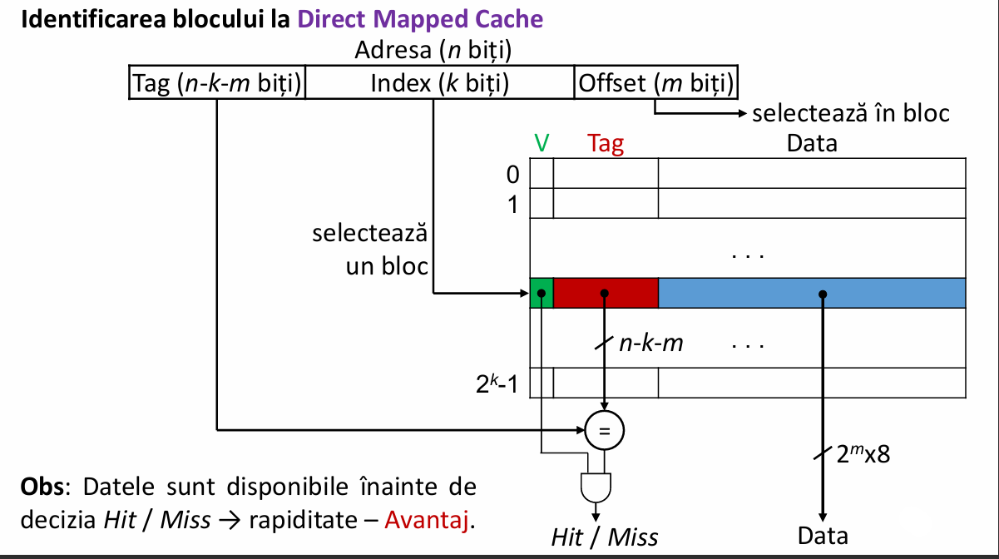 Identificarea blocului la Direct Mapped Cache
Adresa (n biți)
Tag (n-k-m biți) Index (k biți) Offset (m biți)
selectează în bloc
V Tag Data
0
1
selectează
un bloc
. . .
n-k-m . . .
2ᵏ-1
=
2ᵐx8
Obs: Datele sunt disponibile înainte de
decizia Hit / Miss → rapiditate – Avantaj.
Hit / Miss Data